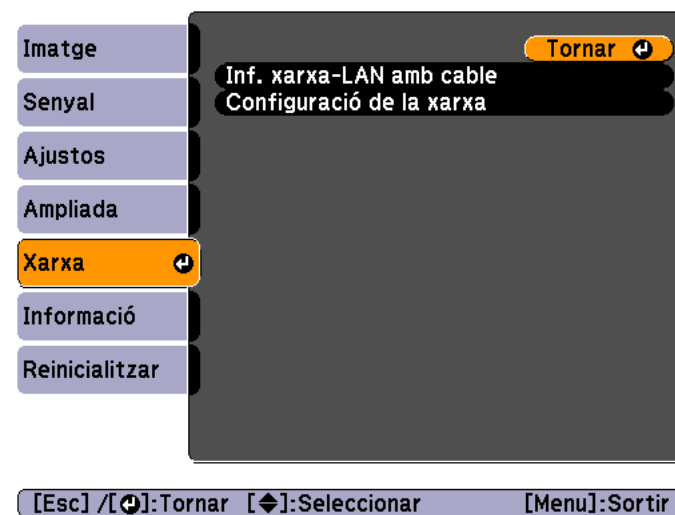 Imatge
Senyal
Ajustos
Ampliada
Xarxa
Informació
Reinicialitzar
Tornar
Inf. xarxa-LAN amb cable
Configuració de la xarxa
[Esc] /[⏎]:Tornar [◆]:Seleccionar [Menu]:Sortir